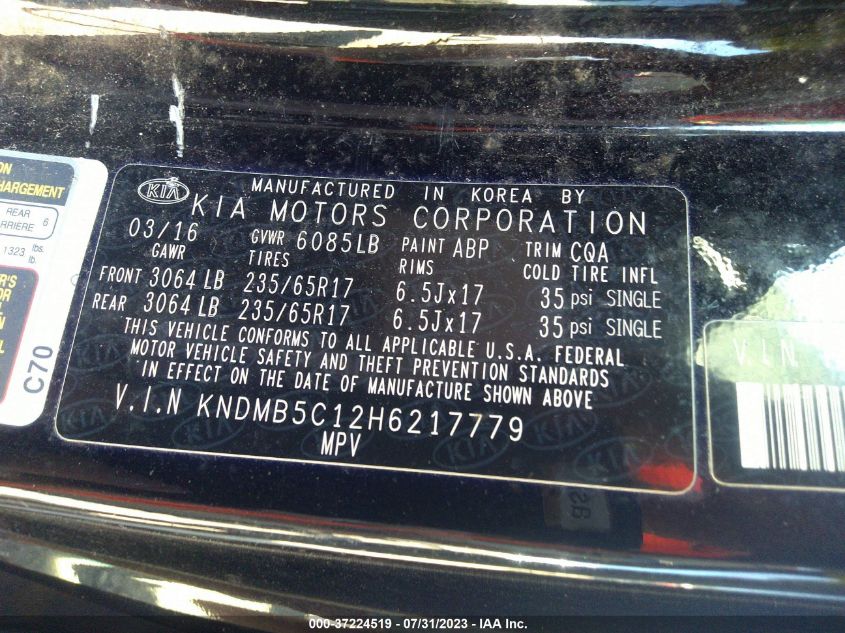 ON
CHARGEMENT
REAR 6
1323 lbs.
C70
KIA
MANUFACTURED IN KOREA BY
KIA MOTORS CORPORATION
03/16 GVWR 6085LB PAINT ABP TRIM CQA
GAWR TIRES RIMS COLD TIRE INFL
FRONT 3064 LB 235/65R17 6.5Jx17 35 psi SINGLE
REAR 3064 LB 235/65R17 6.5Jx17 35 psi SINGLE
THIS VEHICLE CONFORMS TO ALL APPLICABLE U.S.A. FEDERAL
MOTOR VEHICLE SAFETY AND THEFT PREVENTION STANDARDS
IN EFFECT ON THE DATE OF MANUFACTURE SHOWN ABOVE
V.I.N KNDMB5C12H6217779
MPV
V.I.N
000-37224519 - 07/31/2023 - IAA Inc.